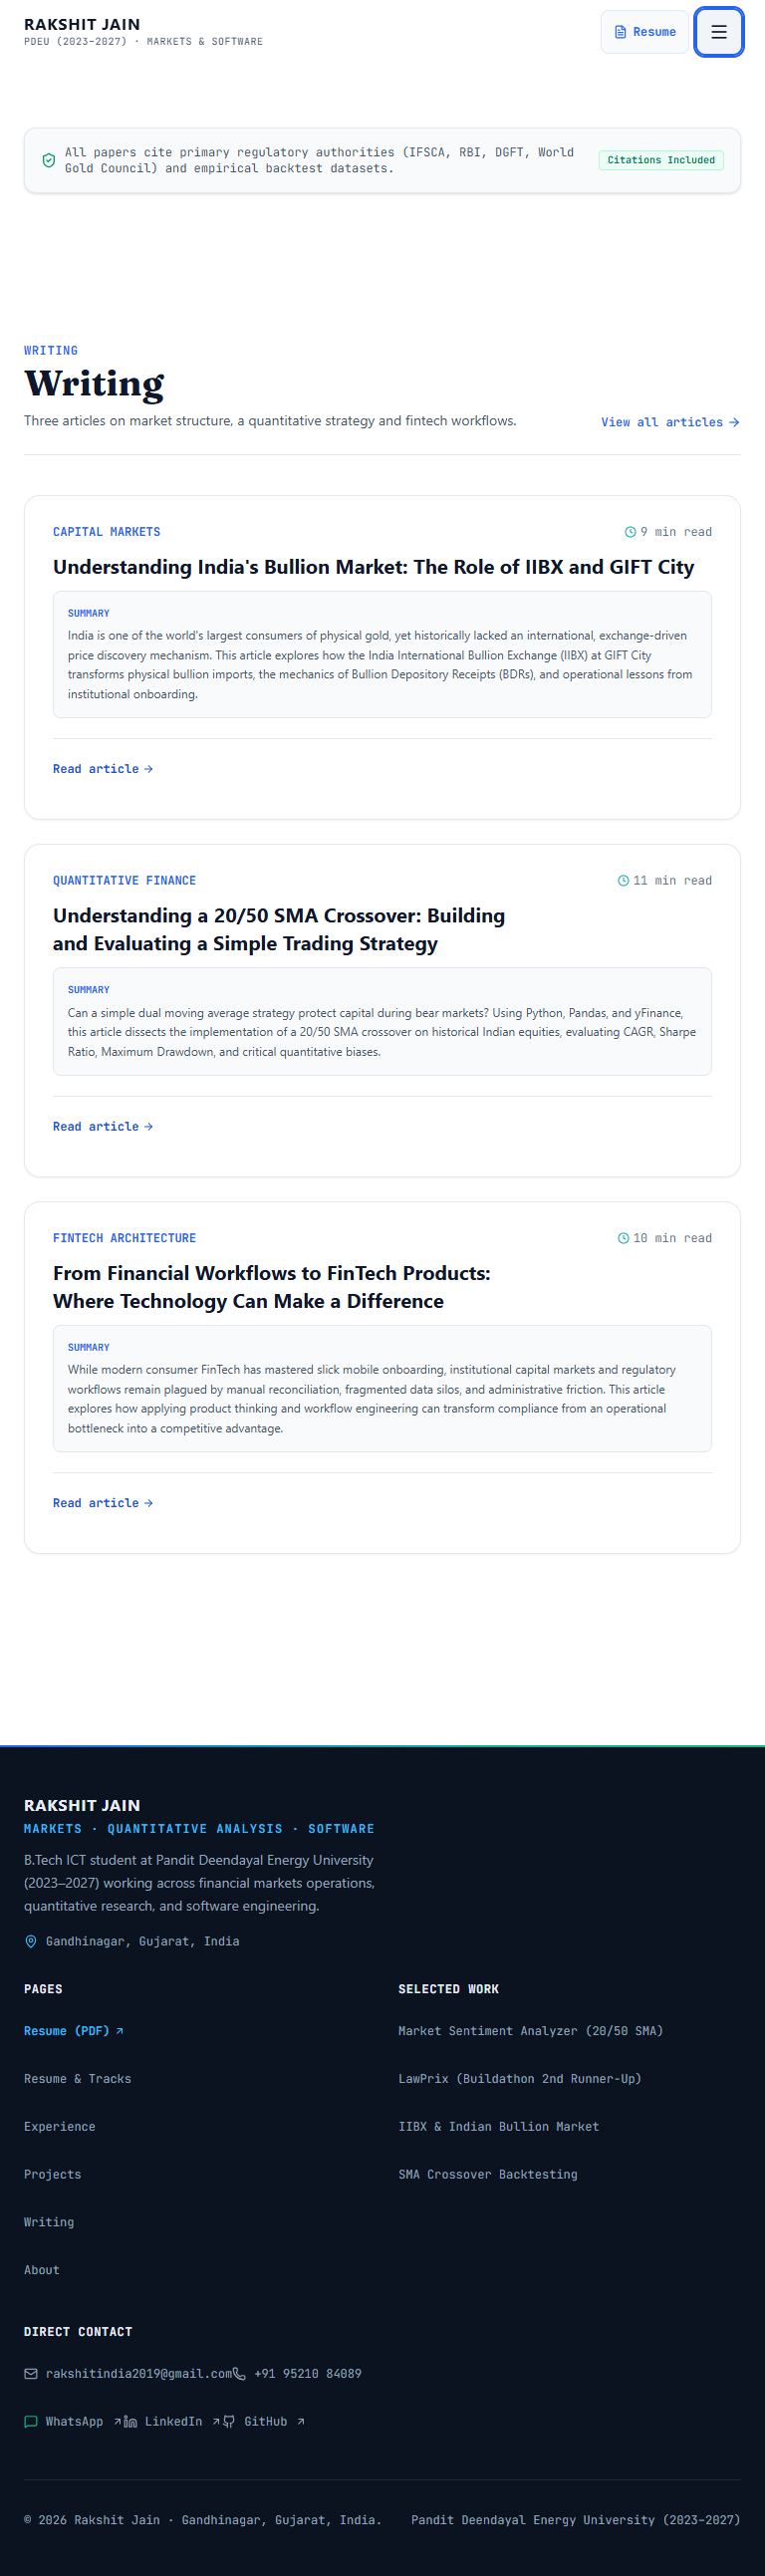 RAKSHIT JAIN
PDEU (2023–2027) · MARKETS & SOFTWARE
Resume
All papers cite primary regulatory authorities (IFSCA, RBI, DGFT, World
Gold Council) and empirical backtest datasets.
Citations Included
WRITING
Writing
Three articles on market structure, a quantitative strategy and fintech workflows.
View all articles →
CAPITAL MARKETS
9 min read
Understanding India's Bullion Market: The Role of IIBX and GIFT City
SUMMARY
India is one of the world's largest consumers of physical gold, yet historically lacked an international, exchange-driven
price discovery mechanism. This article explores how the India International Bullion Exchange (IIBX) at GIFT City
transforms physical bullion imports, the mechanics of Bullion Depository Receipts (BDRs), and operational lessons from
institutional onboarding.
Read article →
QUANTITATIVE FINANCE
11 min read
Understanding a 20/50 SMA Crossover: Building
and Evaluating a Simple Trading Strategy
SUMMARY
Can a simple dual moving average strategy protect capital during bear markets? Using Python, Pandas, and yFinance,
this article dissects the implementation of a 20/50 SMA crossover on historical Indian equities, evaluating CAGR, Sharpe
Ratio, Maximum Drawdown, and critical quantitative biases.
Read article →
FINTECH ARCHITECTURE
10 min read
From Financial Workflows to FinTech Products:
Where Technology Can Make a Difference
SUMMARY
While modern consumer FinTech has mastered slick mobile onboarding, institutional capital markets and regulatory
workflows remain plagued by manual reconciliation, fragmented data silos, and administrative friction. This article
explores how applying product thinking and workflow engineering can transform compliance from an operational
bottleneck into a competitive advantage.
Read article →
RAKSHIT JAIN
MARKETS · QUANTITATIVE ANALYSIS · SOFTWARE
B.Tech ICT student at Pandit Deendayal Energy University
(2023–2027) working across financial markets operations,
quantitative research, and software engineering.
Gandhinagar, Gujarat, India
PAGES
Resume (PDF) ↗
Resume & Tracks
Experience
Projects
Writing
About
SELECTED WORK
Market Sentiment Analyzer (20/50 SMA)
LawPrix (Buildathon 2nd Runner-Up)
IIBX & Indian Bullion Market
SMA Crossover Backtesting
DIRECT CONTACT
rakshitindia2019@gmail.com +91 95210 84089
WhatsApp ↗ LinkedIn ↗ GitHub ↗
© 2026 Rakshit Jain · Gandhinagar, Gujarat, India.
Pandit Deendayal Energy University (2023–2027)